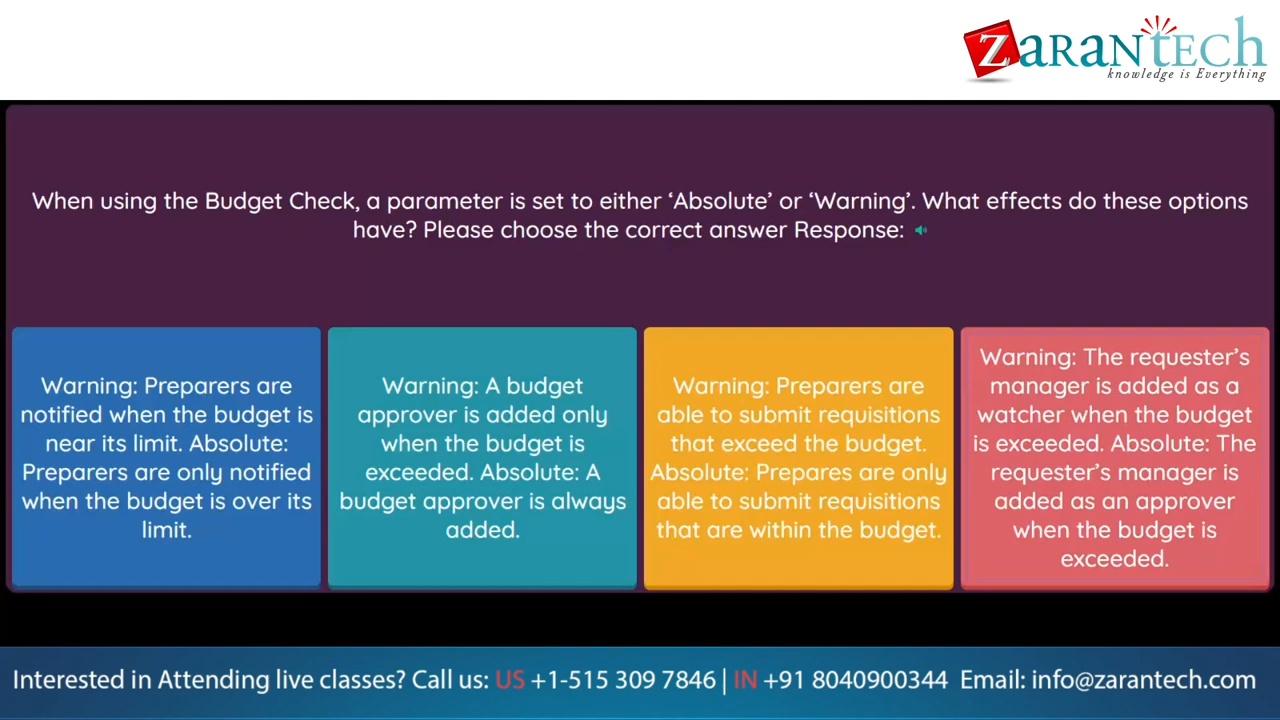 ZARANTECH
knowledge is Everything
When using the Budget Check, a parameter is set to either ‘Absolute’ or ‘Warning’. What effects do these options
have? Please choose the correct answer Response:
Warning: Preparers are
notified when the budget is
near its limit. Absolute:
Preparers are only notified
when the budget is over its
limit.
Warning: A budget
approver is added only
when the budget is
exceeded. Absolute: A
budget approver is always
added.
Warning: Preparers are
able to submit requisitions
that exceed the budget.
Absolute: Prepares are only
able to submit requisitions
that are within the budget.
Warning: The requester’s
manager is added as a
watcher when the budget
is exceeded. Absolute: The
requester’s manager is
added as an approver
when the budget is
exceeded.
Interested in Attending live classes? Call us: US +1-515 309 7846 | IN +91 8040900344 Email: info@zarantech.com